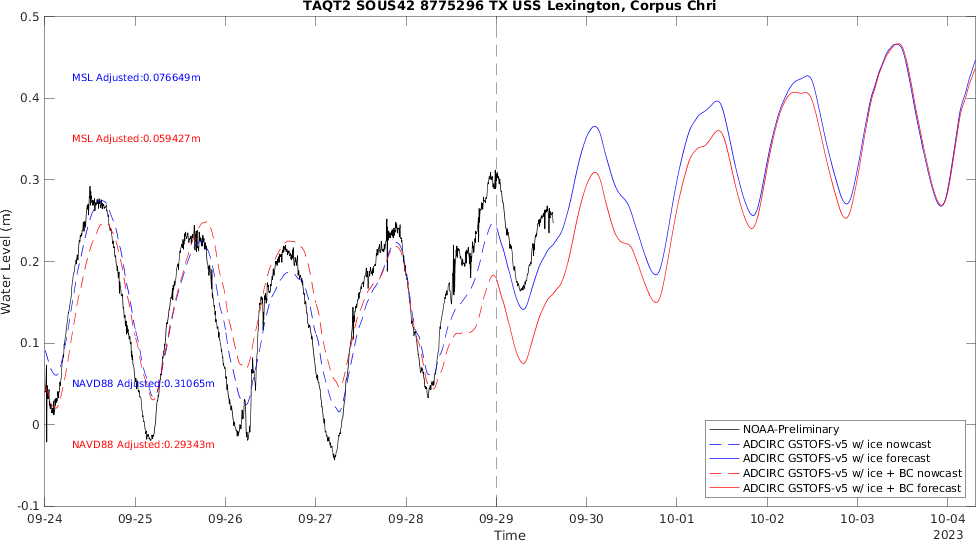 TAQT2 SOUS42 8775296 TX USS Lexington, Corpus Chri
0.5
0.4
0.3
0.2
0.1
0
-0.1
Water Level (m)
MSL Adjusted:0.076649m
MSL Adjusted:0.059427m
NAVD88 Adjusted:0.31065m
NAVD88 Adjusted:0.29343m
NOAA-Preliminary
ADCIRC GSTOFS-v5 w/ ice nowcast
ADCIRC GSTOFS-v5 w/ ice forecast
ADCIRC GSTOFS-v5 w/ ice + BC nowcast
ADCIRC GSTOFS-v5 w/ ice + BC forecast
09-24 09-25 09-26 09-27 09-28 09-29 09-30 10-01 10-02 10-03 10-04
Time
2023